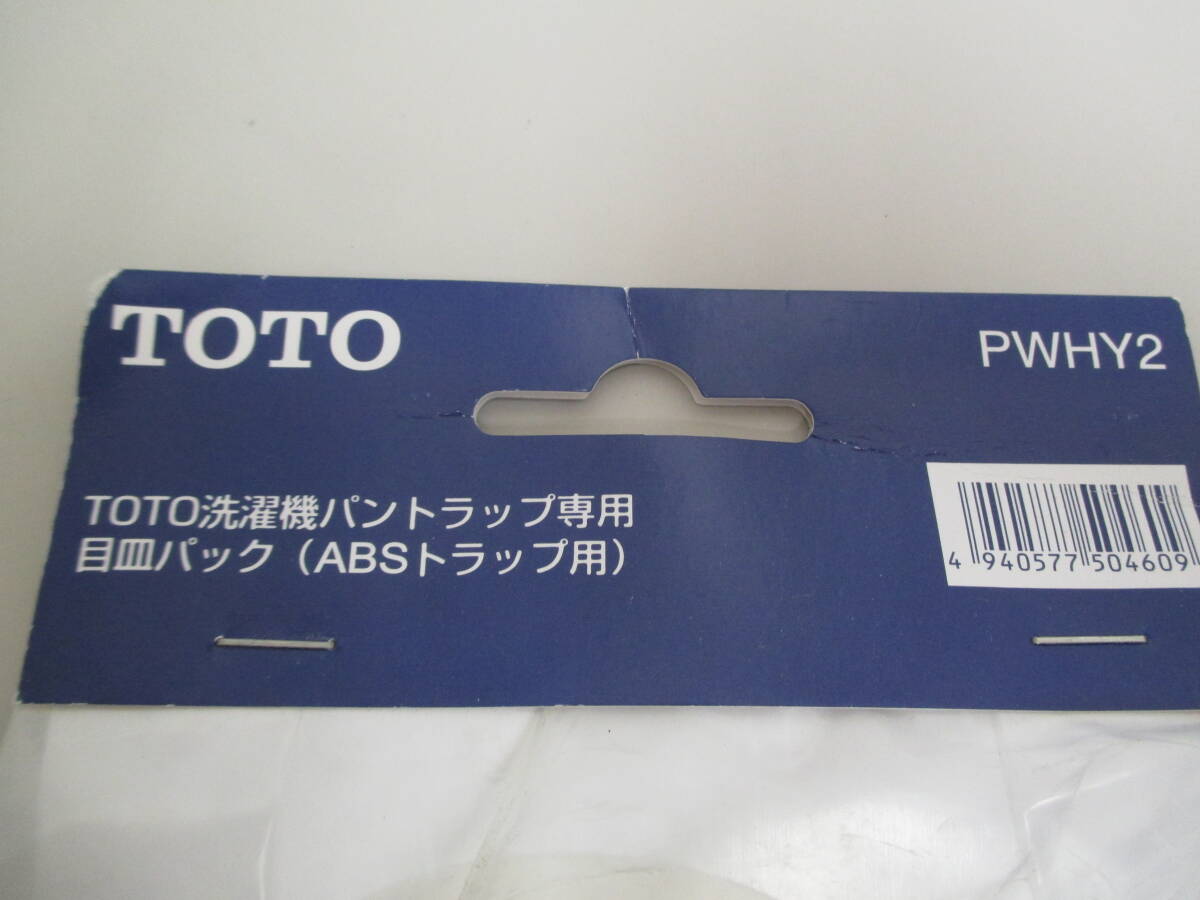 TOTO
PWHY2
TOTO洗濯機パントラップ専用
目皿パック（ABSトラップ用）
4 940577 504609